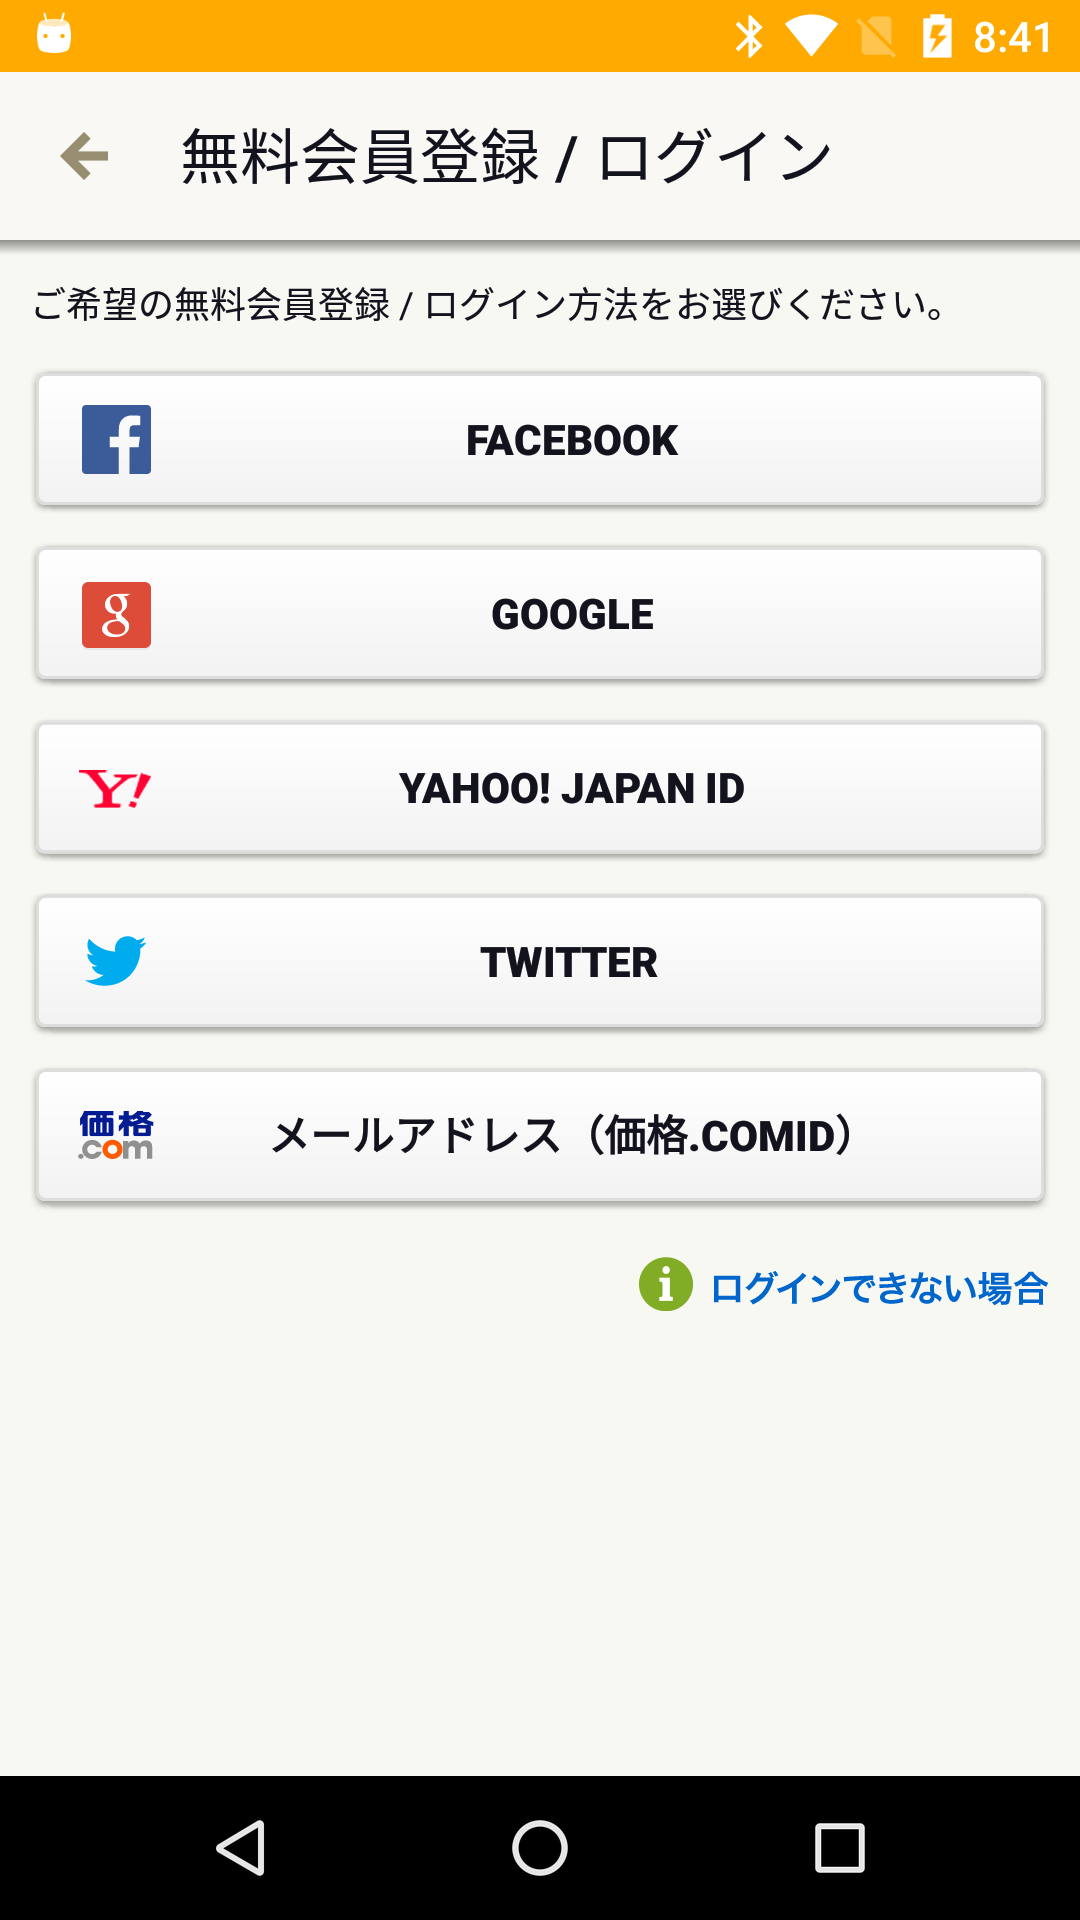 8:41
無料会員登録 / ログイン
ご希望の無料会員登録 / ログイン方法をお選びください。
FACEBOOK
g GOOGLE
Y! YAHOO! JAPAN ID
TWITTER
価格.com メールアドレス（価格.COMID）
ログインできない場合